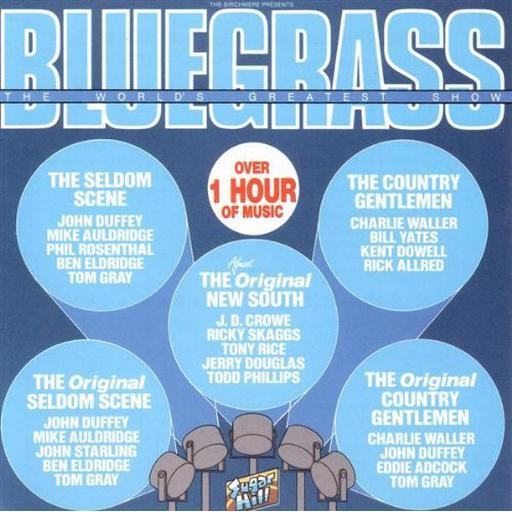 THE BIRCHMERE PRESENTS
BLUEGRASS
THE WORLD'S GREATEST SHOW
OVER
1 HOUR
OF MUSIC
THE SELDOM
SCENE
JOHN DUFFEY
MIKE AULDRIDGE
PHIL ROSENTHAL
BEN ELDRIDGE
TOM GRAY
THE COUNTRY
GENTLEMEN
CHARLIE WALLER
BILL YATES
KENT DOWELL
RICK ALLRED
Almost
THE Original
NEW SOUTH
J. D. CROWE
RICKY SKAGGS
TONY RICE
JERRY DOUGLAS
TODD PHILLIPS
THE Original
SELDOM SCENE
JOHN DUFFEY
MIKE AULDRIDGE
JOHN STARLING
BEN ELDRIDGE
TOM GRAY
THE Original
COUNTRY
GENTLEMEN
CHARLIE WALLER
JOHN DUFFEY
EDDIE ADCOCK
TOM GRAY
Sugar
Hill